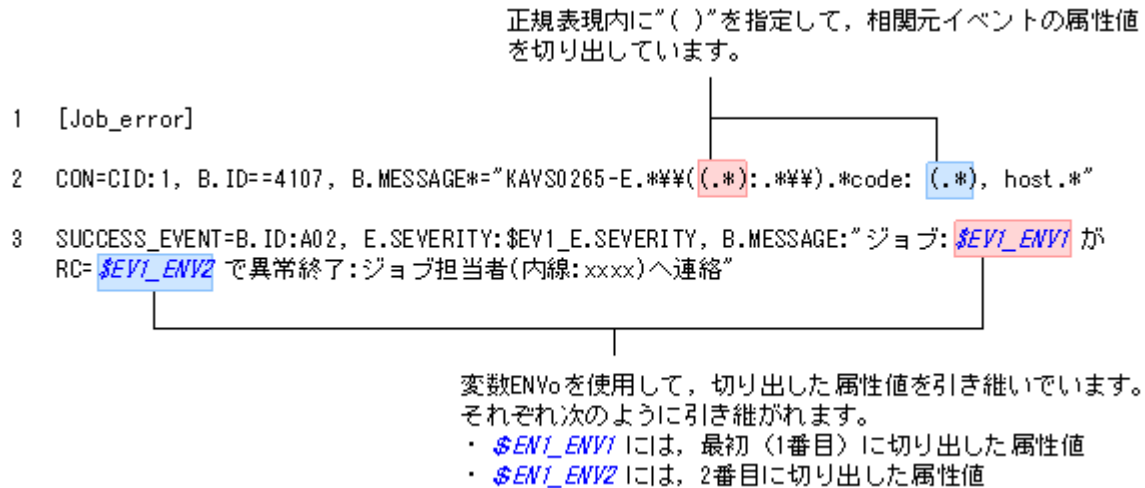 正規表現内に"( )"を指定して,相関元イベントの属性値
を切り出しています。
1 [Job_error]
2 CON=CID:1, B.ID==4107, B.MESSAGE*="KAVS0265-E.*¥¥((.*):.*¥¥).*code: (.*), host.*"
3 SUCCESS_EVENT=B.ID:A02, E.SEVERITY:$EV1_E.SEVERITY, B.MESSAGE:"ジョブ:$EV1_ENV1 が
RC=$EV1_ENV2 で異常終了:ジョブ担当者(内線:xxxx)へ連絡"
変数ENVoを使用して,切り出した属性値を引き継いでいます。
それぞれ次のように引き継がれます。
・ $EN1_ENV1 には,最初(1番目)に切り出した属性値
・ $EN1_ENV2 には,2番目に切り出した属性値